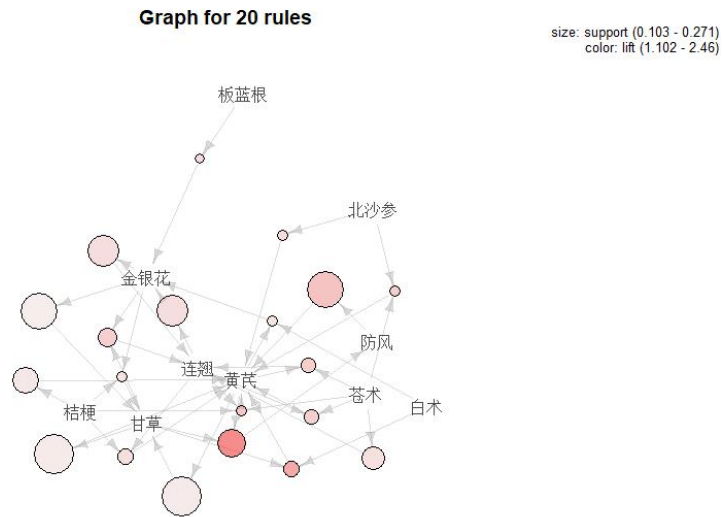 Graph for 20 rules
size: support (0.103 - 0.271)
color: lift (1.102 - 2.46)
板蓝根
北沙参
金银花
防风
连翘
黄芪
苍术
白术
桔梗
甘草